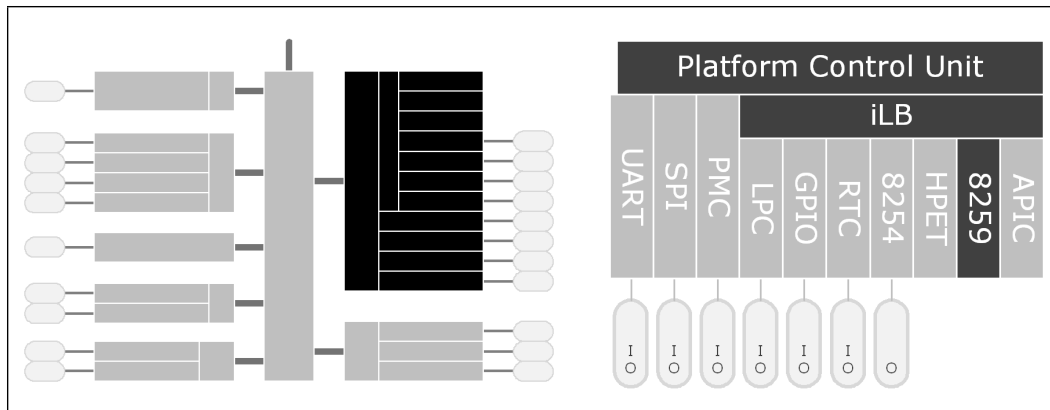 Platform Control Unit
iLB
UART
SPI
PMC
LPC
GPIO
RTC
8254
HPET
8259
APIC
I
O
I
O
I
O
I
O
I
O
I
O
O